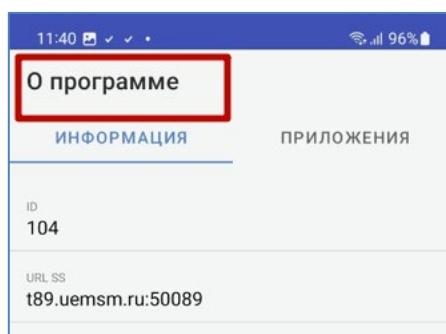 11:40 96%
О программе
ИНФОРМАЦИЯ ПРИЛОЖЕНИЯ
ID
104
URL SS
t89.uemsm.ru:50089